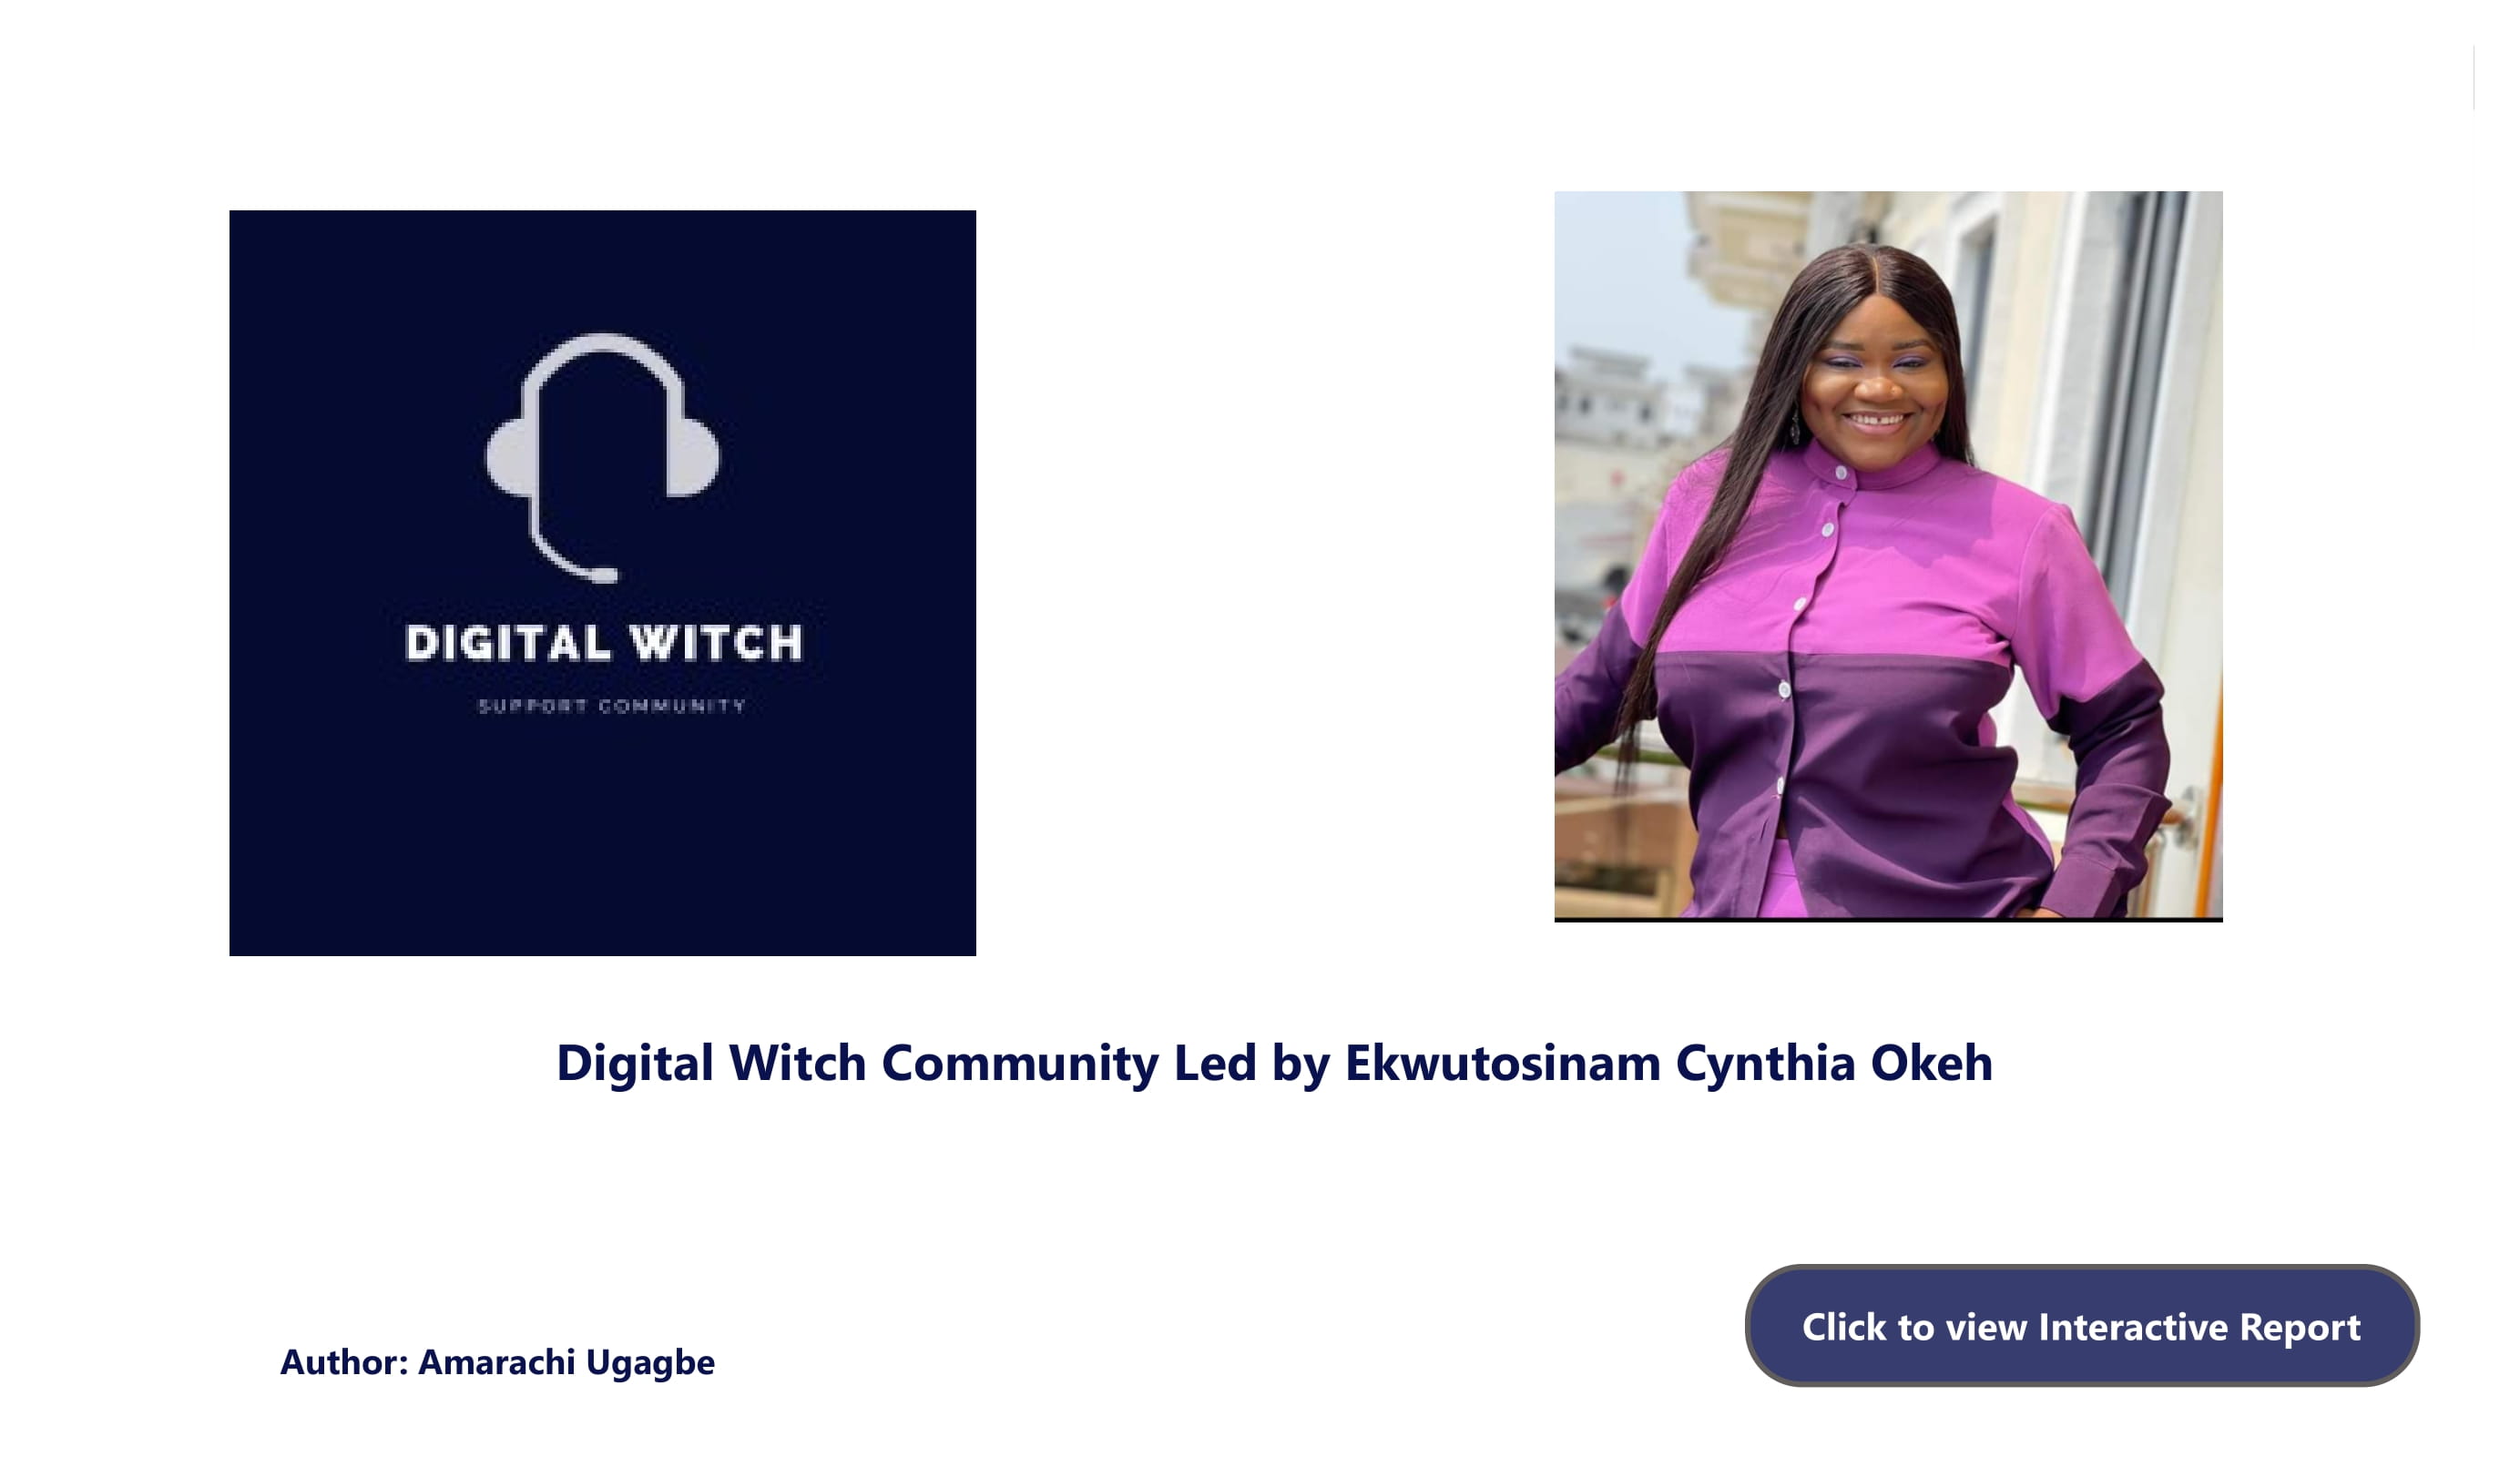 DIGITAL WITCH
SUPPORT COMMUNITY
Digital Witch Community Led by Ekwutosinam Cynthia Okeh
Click to view Interactive Report
Author: Amarachi Ugagbe